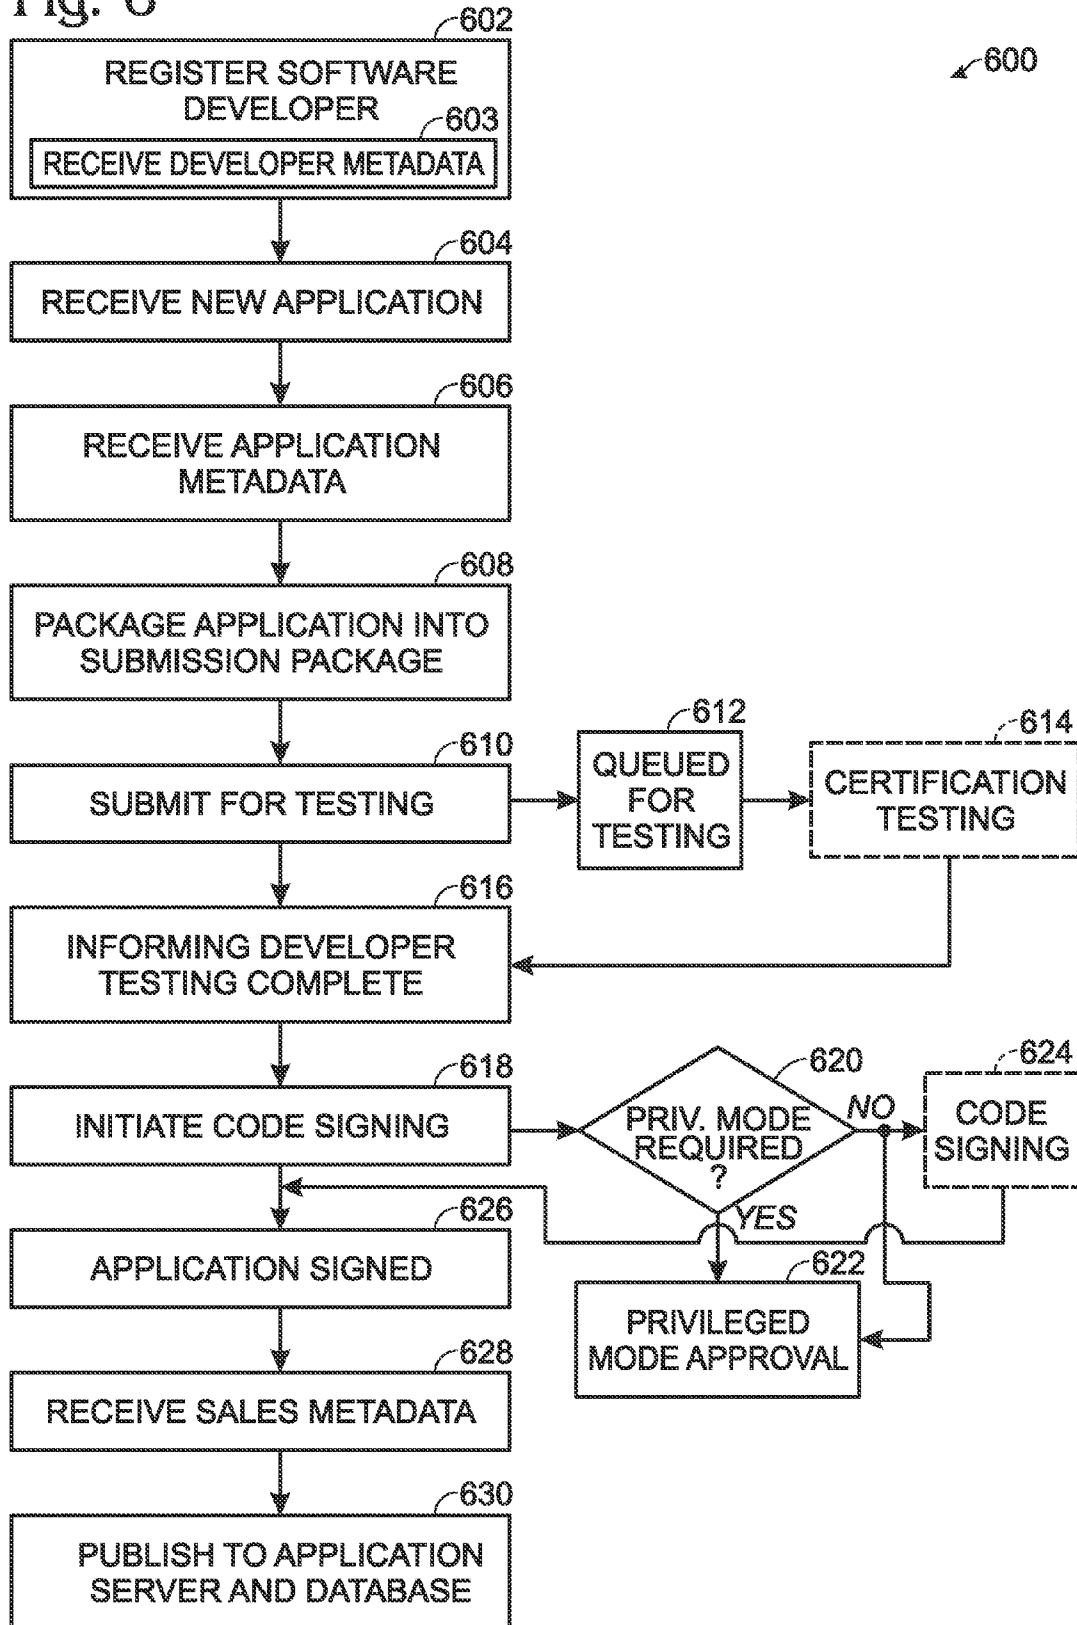 Fig. 6
602
600
REGISTER SOFTWARE
DEVELOPER
603
RECEIVE DEVELOPER METADATA
604
RECEIVE NEW APPLICATION
606
RECEIVE APPLICATION
METADATA
608
PACKAGE APPLICATION INTO
SUBMISSION PACKAGE
610
SUBMIT FOR TESTING
612
QUEUED
FOR
TESTING
614
CERTIFICATION
TESTING
616
INFORMING DEVELOPER
TESTING COMPLETE
618
INITIATE CODE SIGNING
620
PRIV. MODE
REQUIRED
?
NO
YES
624
CODE
SIGNING
622
PRIVILEGED
MODE APPROVAL
626
APPLICATION SIGNED
628
RECEIVE SALES METADATA
630
PUBLISH TO APPLICATION
SERVER AND DATABASE